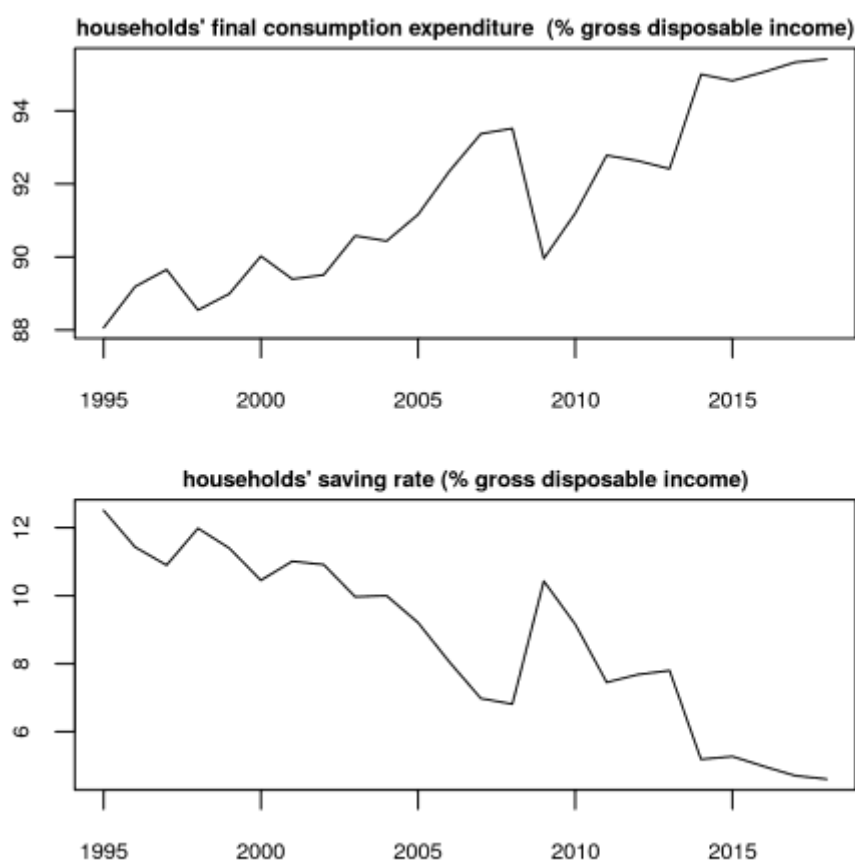 households' final consumption expenditure  (% gross disposable income)
94
92
90
88
1995 2000 2005 2010 2015
households' saving rate (% gross disposable income)
12
10
8
6
1995 2000 2005 2010 2015